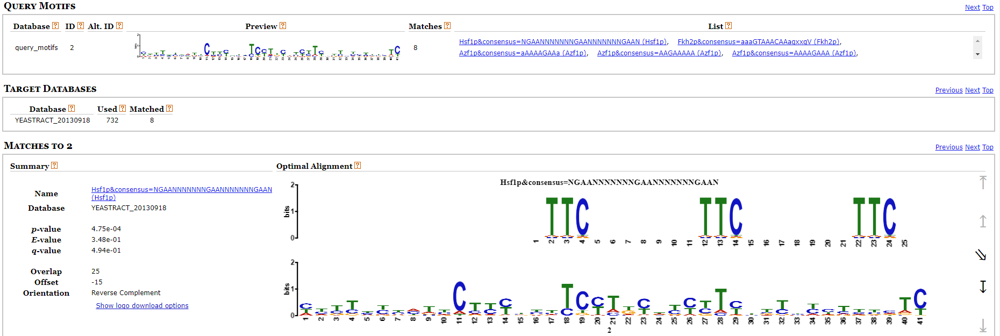 QUERY MOTIFS
Next Top
Database ? ID ? Alt. ID ? Preview ? Matches ? List ?
query_motifs 2 8 Hsf1p&consensus=NGAANNNNNNNGAANNNNNNNGAAN (Hsf1p), Fkh2p&consensus=aaaGTAAACAAagxxgV (Fkh2p),
Azf1p&consensus=aAAAAGAAa (Azf1p), Azf1p&consensus=AAGAAAAA (Azf1p), Azf1p&consensus=AAAAGAAA (Azf1p),
TARGET DATABASES
Previous Next Top
Database ? Used ? Matched ?
YEASTRACT_20130918 732 8
MATCHES TO 2
Previous Next Top
Summary ? Optimal Alignment ?
Name Hsf1p&consensus=NGAANNNNNNNGAANNNNNNNGAAN
(Hsf1p)
Database YEASTRACT_20130918
p-value 4.75e-04
E-value 3.48e-01
q-value 4.94e-01
Overlap 25
Offset -15
Orientation Reverse Complement
Show logo download options
Hsf1p&consensus=NGAANNNNNNNGAANNNNNNNGAAN
2
1
0
bits
TTC TTC TTC
1 2 3 4 5 6 7 8 9 10 11 12 13 14 15 16 17 18 19 20 21 22 23 24 25
2
1
0
bits
1 2 3 4 5 6 7 8 9 10 11 12 13 14 15 16 17 18 19 20 21 22 23 24 25 26 27 28 29 30 31 32 33 34 35 36 37 38 39 40 41
2